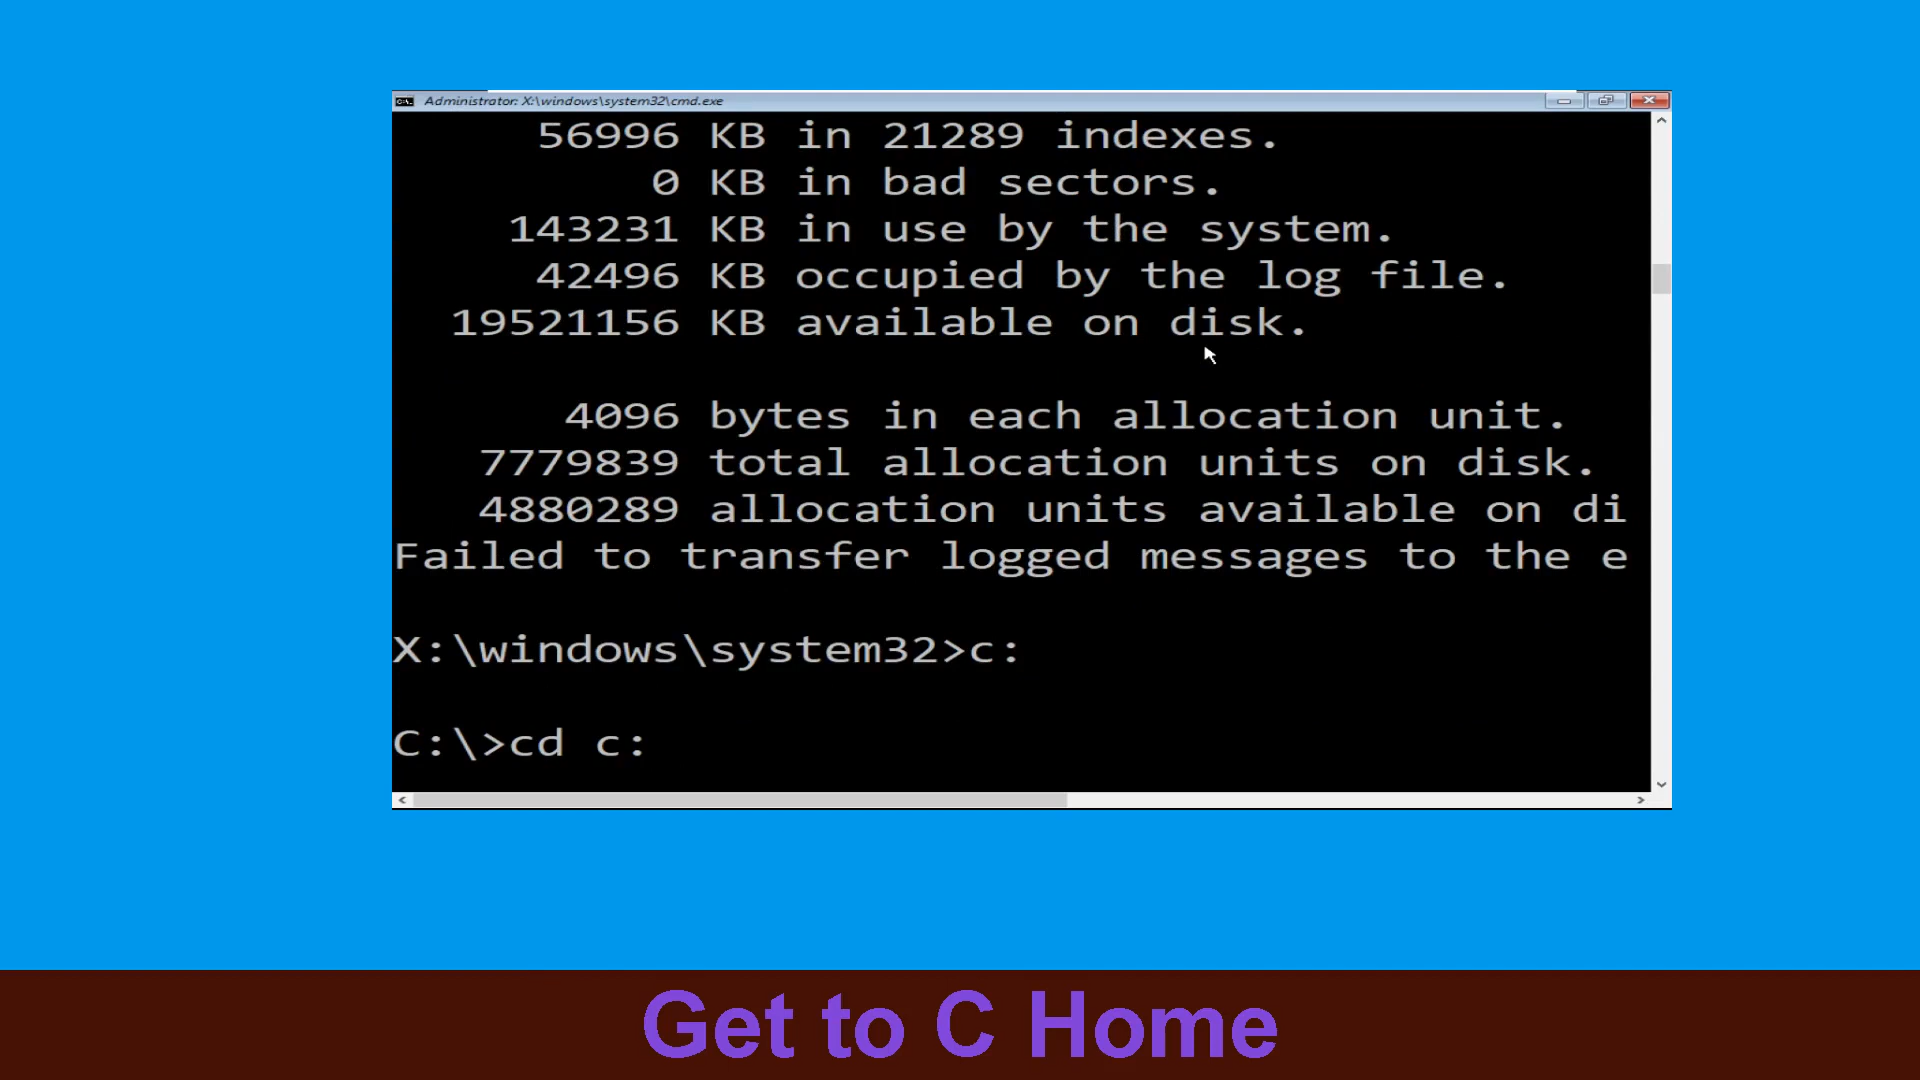 Administrator: X:\windows\system32\cmd.exe
56996 KB in 21289 indexes.
0 KB in bad sectors.
143231 KB in use by the system.
42496 KB occupied by the log file.
19521156 KB available on disk.
4096 bytes in each allocation unit.
7779839 total allocation units on disk.
4880289 allocation units available on di
Failed to transfer logged messages to the e
X:\windows\system32>c:
C:\>cd c:
Get to C Home